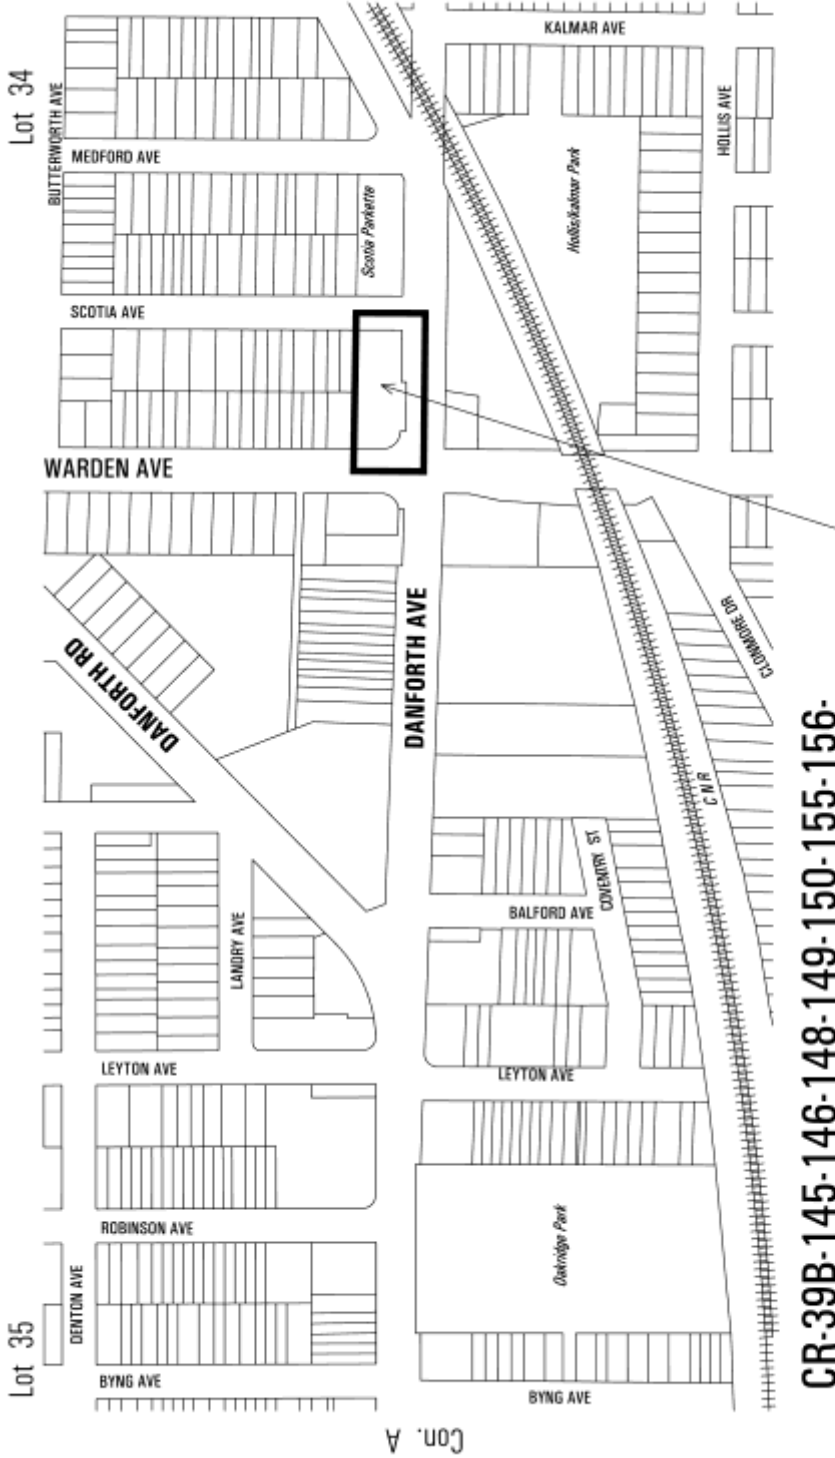 KALMAR AVE
Lot 34
BUTTERWORTH AVE
HOLLIS AVE
MEDFORD AVE
Scotia Parkette
Hollis/kalmar Park
SCOTIA AVE
WARDEN AVE
DANFORTH RD
DANFORTH AVE
CLONMORE DR
C N R
COVENTRY ST.
BALFORD AVE
LANDRY AVE
LEYTON AVE
LEYTON AVE
ROBINSON AVE
Oakridge Park
DENTON AVE
Lot 35
BYNG AVE
BYNG AVE
Con. A
CR-39B-145-146-148-149-150-155-156-